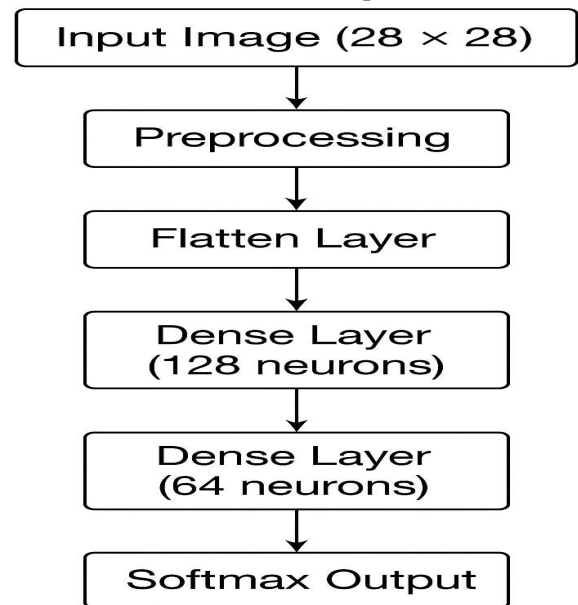 Input Image (28 × 28)
Preprocessing
Flatten Layer
Dense Layer
(128 neurons)
Dense Layer
(64 neurons)
Softmax Output